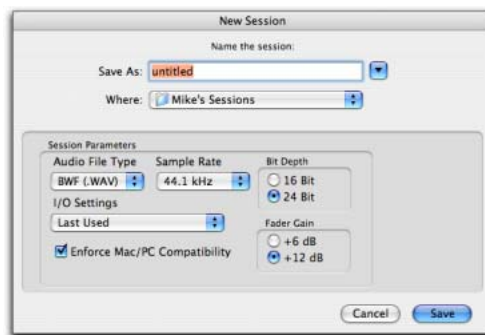 New Session
Name the session:
Save As: untitled
Where: Mike's Sessions
Session Parameters
Audio File Type Sample Rate Bit Depth
BWF (.WAV) 44.1 kHz 16 Bit
24 Bit
I/O Settings
Last Used
Fader Gain
+6 dB
Enforce Mac/PC Compatibility
+12 dB
Cancel Save